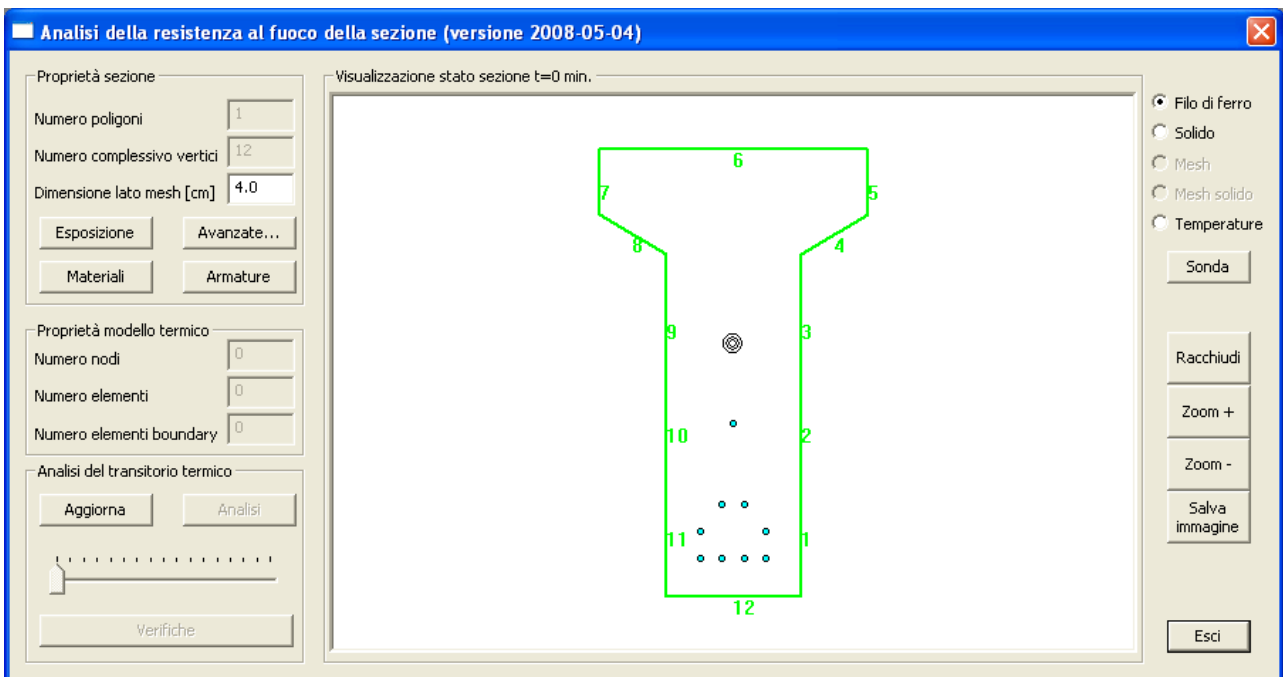 Analisi della resistenza al fuoco della sezione (versione 2008-05-04)
Proprietà sezione
Numero poligoni 1
Numero complessivo vertici 12
Dimensione lato mesh [cm] 4.0
Esposizione Avanzate...
Materiali Armature
Proprietà modello termico
Numero nodi 0
Numero elementi 0
Numero elementi boundary 0
Analisi del transitorio termico
Aggiorna Analisi
Verifiche
Visualizzazione stato sezione t=0 min.
6
7 5
8 4
9 3
10 2
11 1
12
Filo di ferro
Solido
Mesh
Mesh solido
Temperature
Sonda
Racchiudi
Zoom +
Zoom -
Salva
immagine
Esci